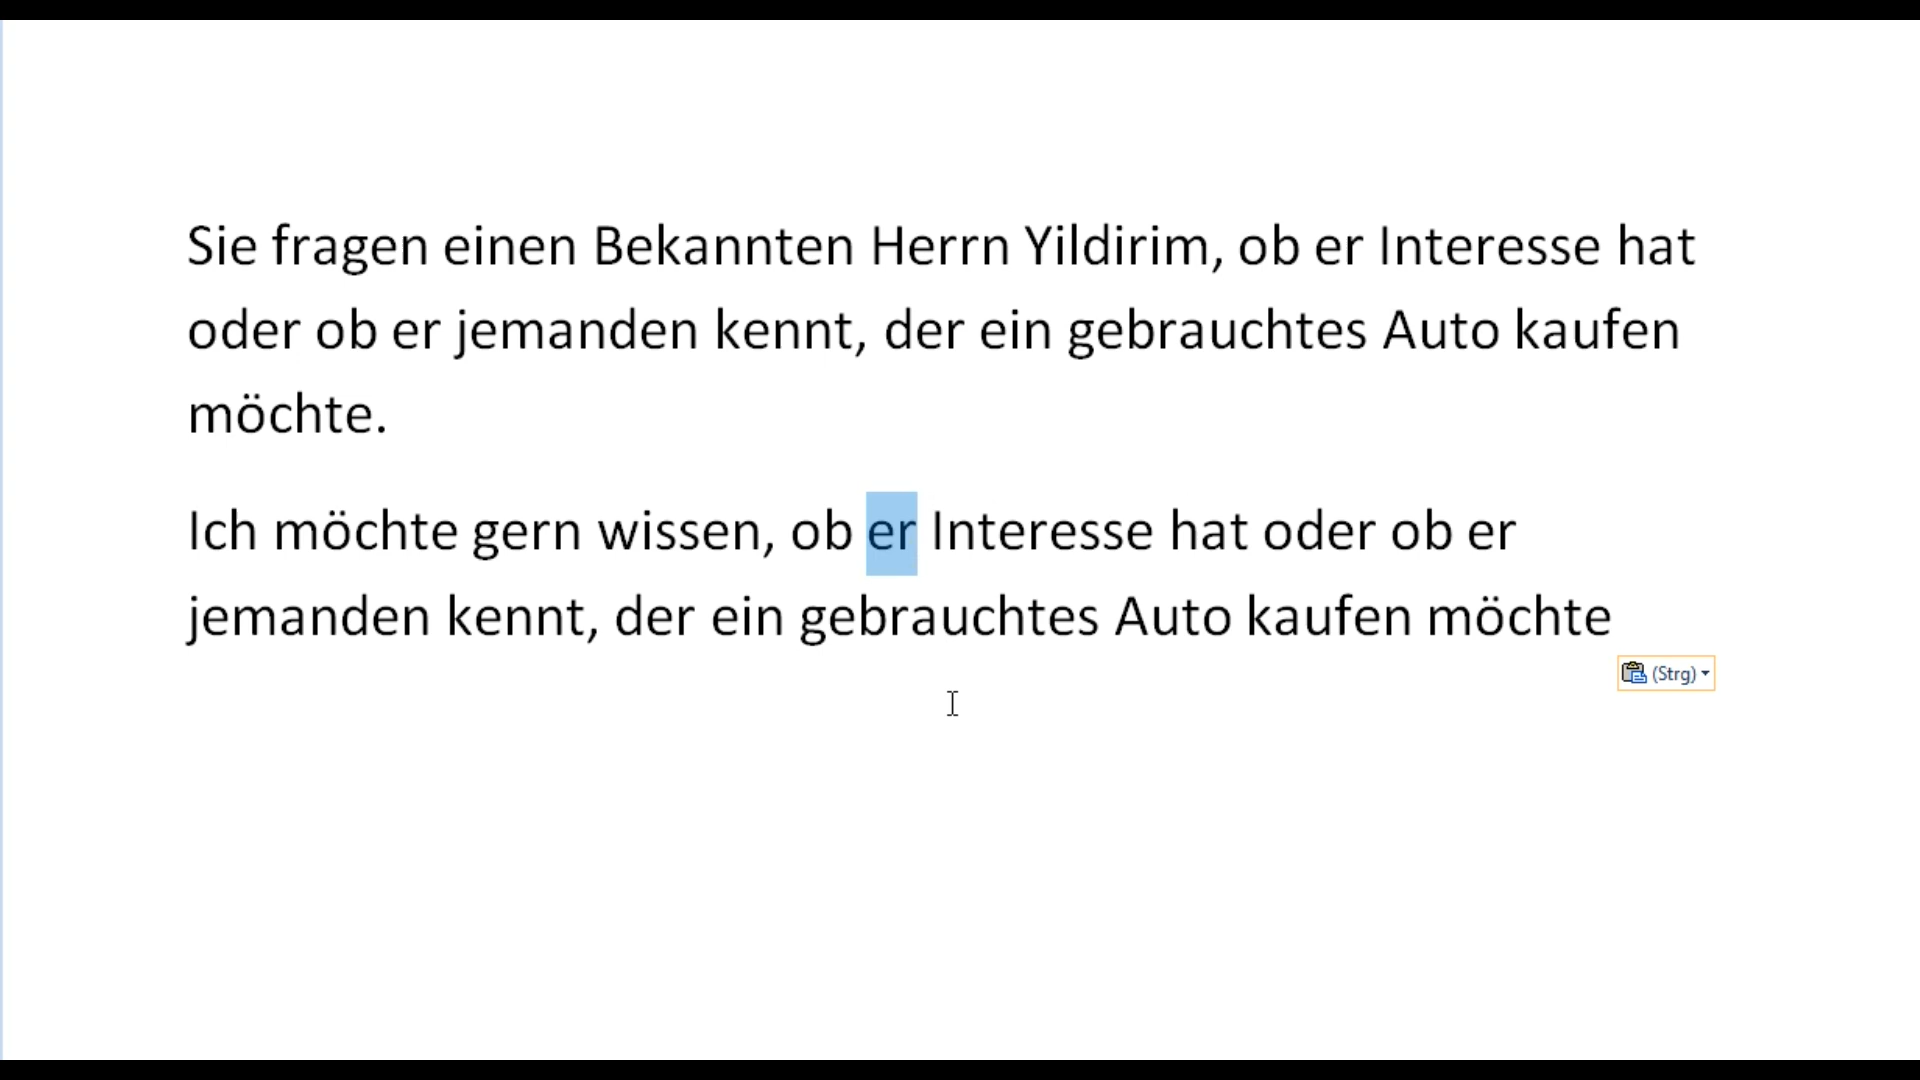 Sie fragen einen Bekannten Herrn Yildirim, ob er Interesse hat
oder ob er jemanden kennt, der ein gebrauchtes Auto kaufen
möchte.
Ich möchte gern wissen, ob er Interesse hat oder ob er
jemanden kennt, der ein gebrauchtes Auto kaufen möchte
(Strg)